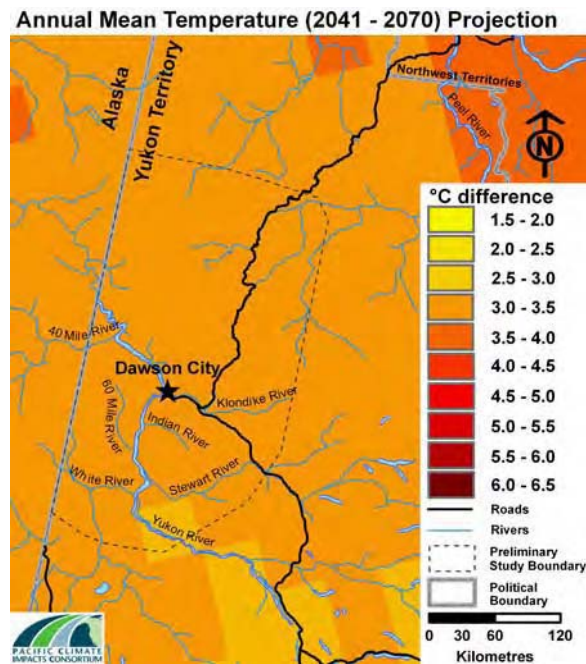 Annual Mean Temperature (2041 - 2070) Projection
Alaska
Yukon Territory
Northwest Territories
Peel River
N
°C difference
1.5 - 2.0
2.0 - 2.5
2.5 - 3.0
3.0 - 3.5
3.5 - 4.0
4.0 - 4.5
4.5 - 5.0
5.0 - 5.5
5.5 - 6.0
6.0 - 6.5
Roads
Rivers
Preliminary
Study Boundary
Political
Boundary
0 30 60 120
Kilometres
40 Mile River
Dawson City
60 Mile River
Klondike River
Indian River
White River
Stewart River
Yukon River
PACIFIC CLIMATE
IMPACTS CONSORTIUM